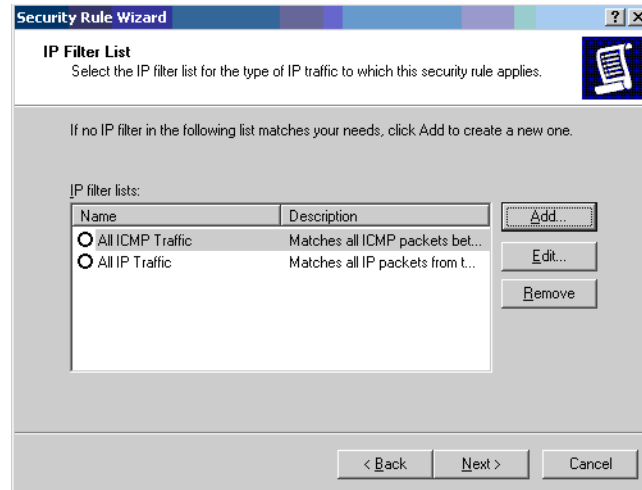 Security Rule Wizard
IP Filter List
Select the IP filter list for the type of IP traffic to which this security rule applies.
If no IP filter in the following list matches your needs, click Add to create a new one.
IP filter lists:
Name Description
All ICMP Traffic Matches all ICMP packets bet...
All IP Traffic Matches all IP packets from t...
Add...
Edit...
Remove
< Back Next > Cancel